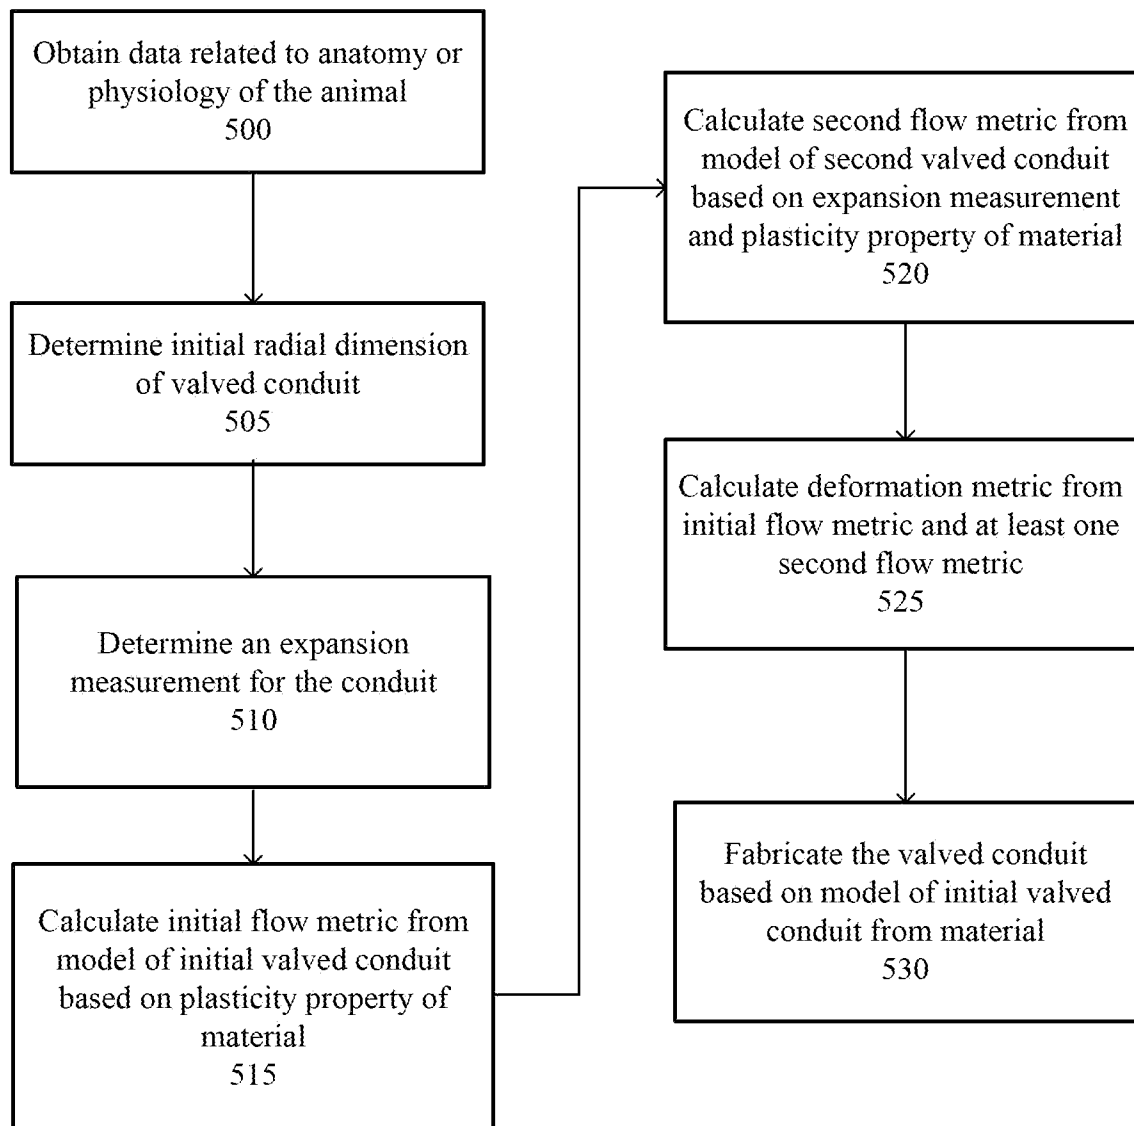 Obtain data related to anatomy or
physiology of the animal
500
Determine initial radial dimension
of valved conduit
505
Determine an expansion
measurement for the conduit
510
Calculate initial flow metric from
model of initial valved conduit
based on plasticity property of
material
515
Calculate second flow metric from
model of second valved conduit
based on expansion measurement
and plasticity property of material
520
Calculate deformation metric from
initial flow metric and at least one
second flow metric
525
Fabricate the valved conduit
based on model of initial valved
conduit from material
530